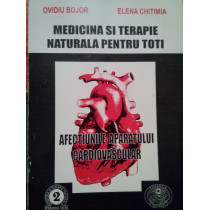 OVIDIU BOJOR ELENA CHITIMIA
MEDICINA SI TERAPIE
NATURALA PENTRU TOTI
AFECTIUNILE APARATULUI
CARDIOVASCULAR
2